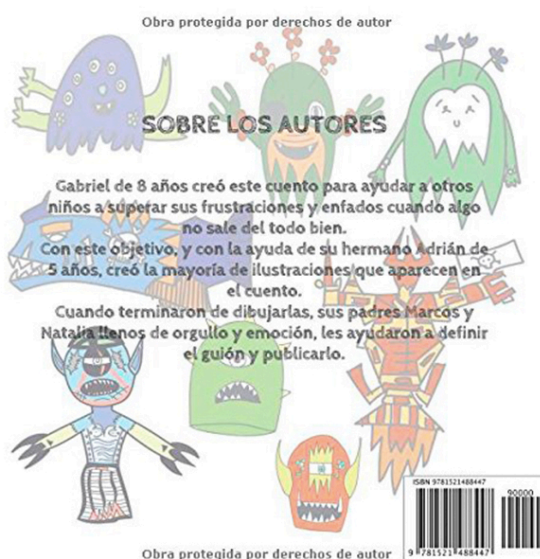 Obra protegida por derechos de autor
SOBRE LOS AUTORES
Gabriel de 8 años creó este cuento para ayudar a otros
niños a superar sus frustraciones y enfados cuando algo
no sale del todo bien.
Con este objetivo, y con la ayuda de su hermano Adrián de
5 años, creó la mayoría de ilustraciones que aparecen en
el cuento.
Cuando terminaron de dibujarlas, sus padres Marcos y
Natalia llenos de orgullo y emoción, les ayudaron a definir
el guión y publicarlo.
ISBN 9781521488447
90000
9 781521 488447
Obra protegida por derechos de autor